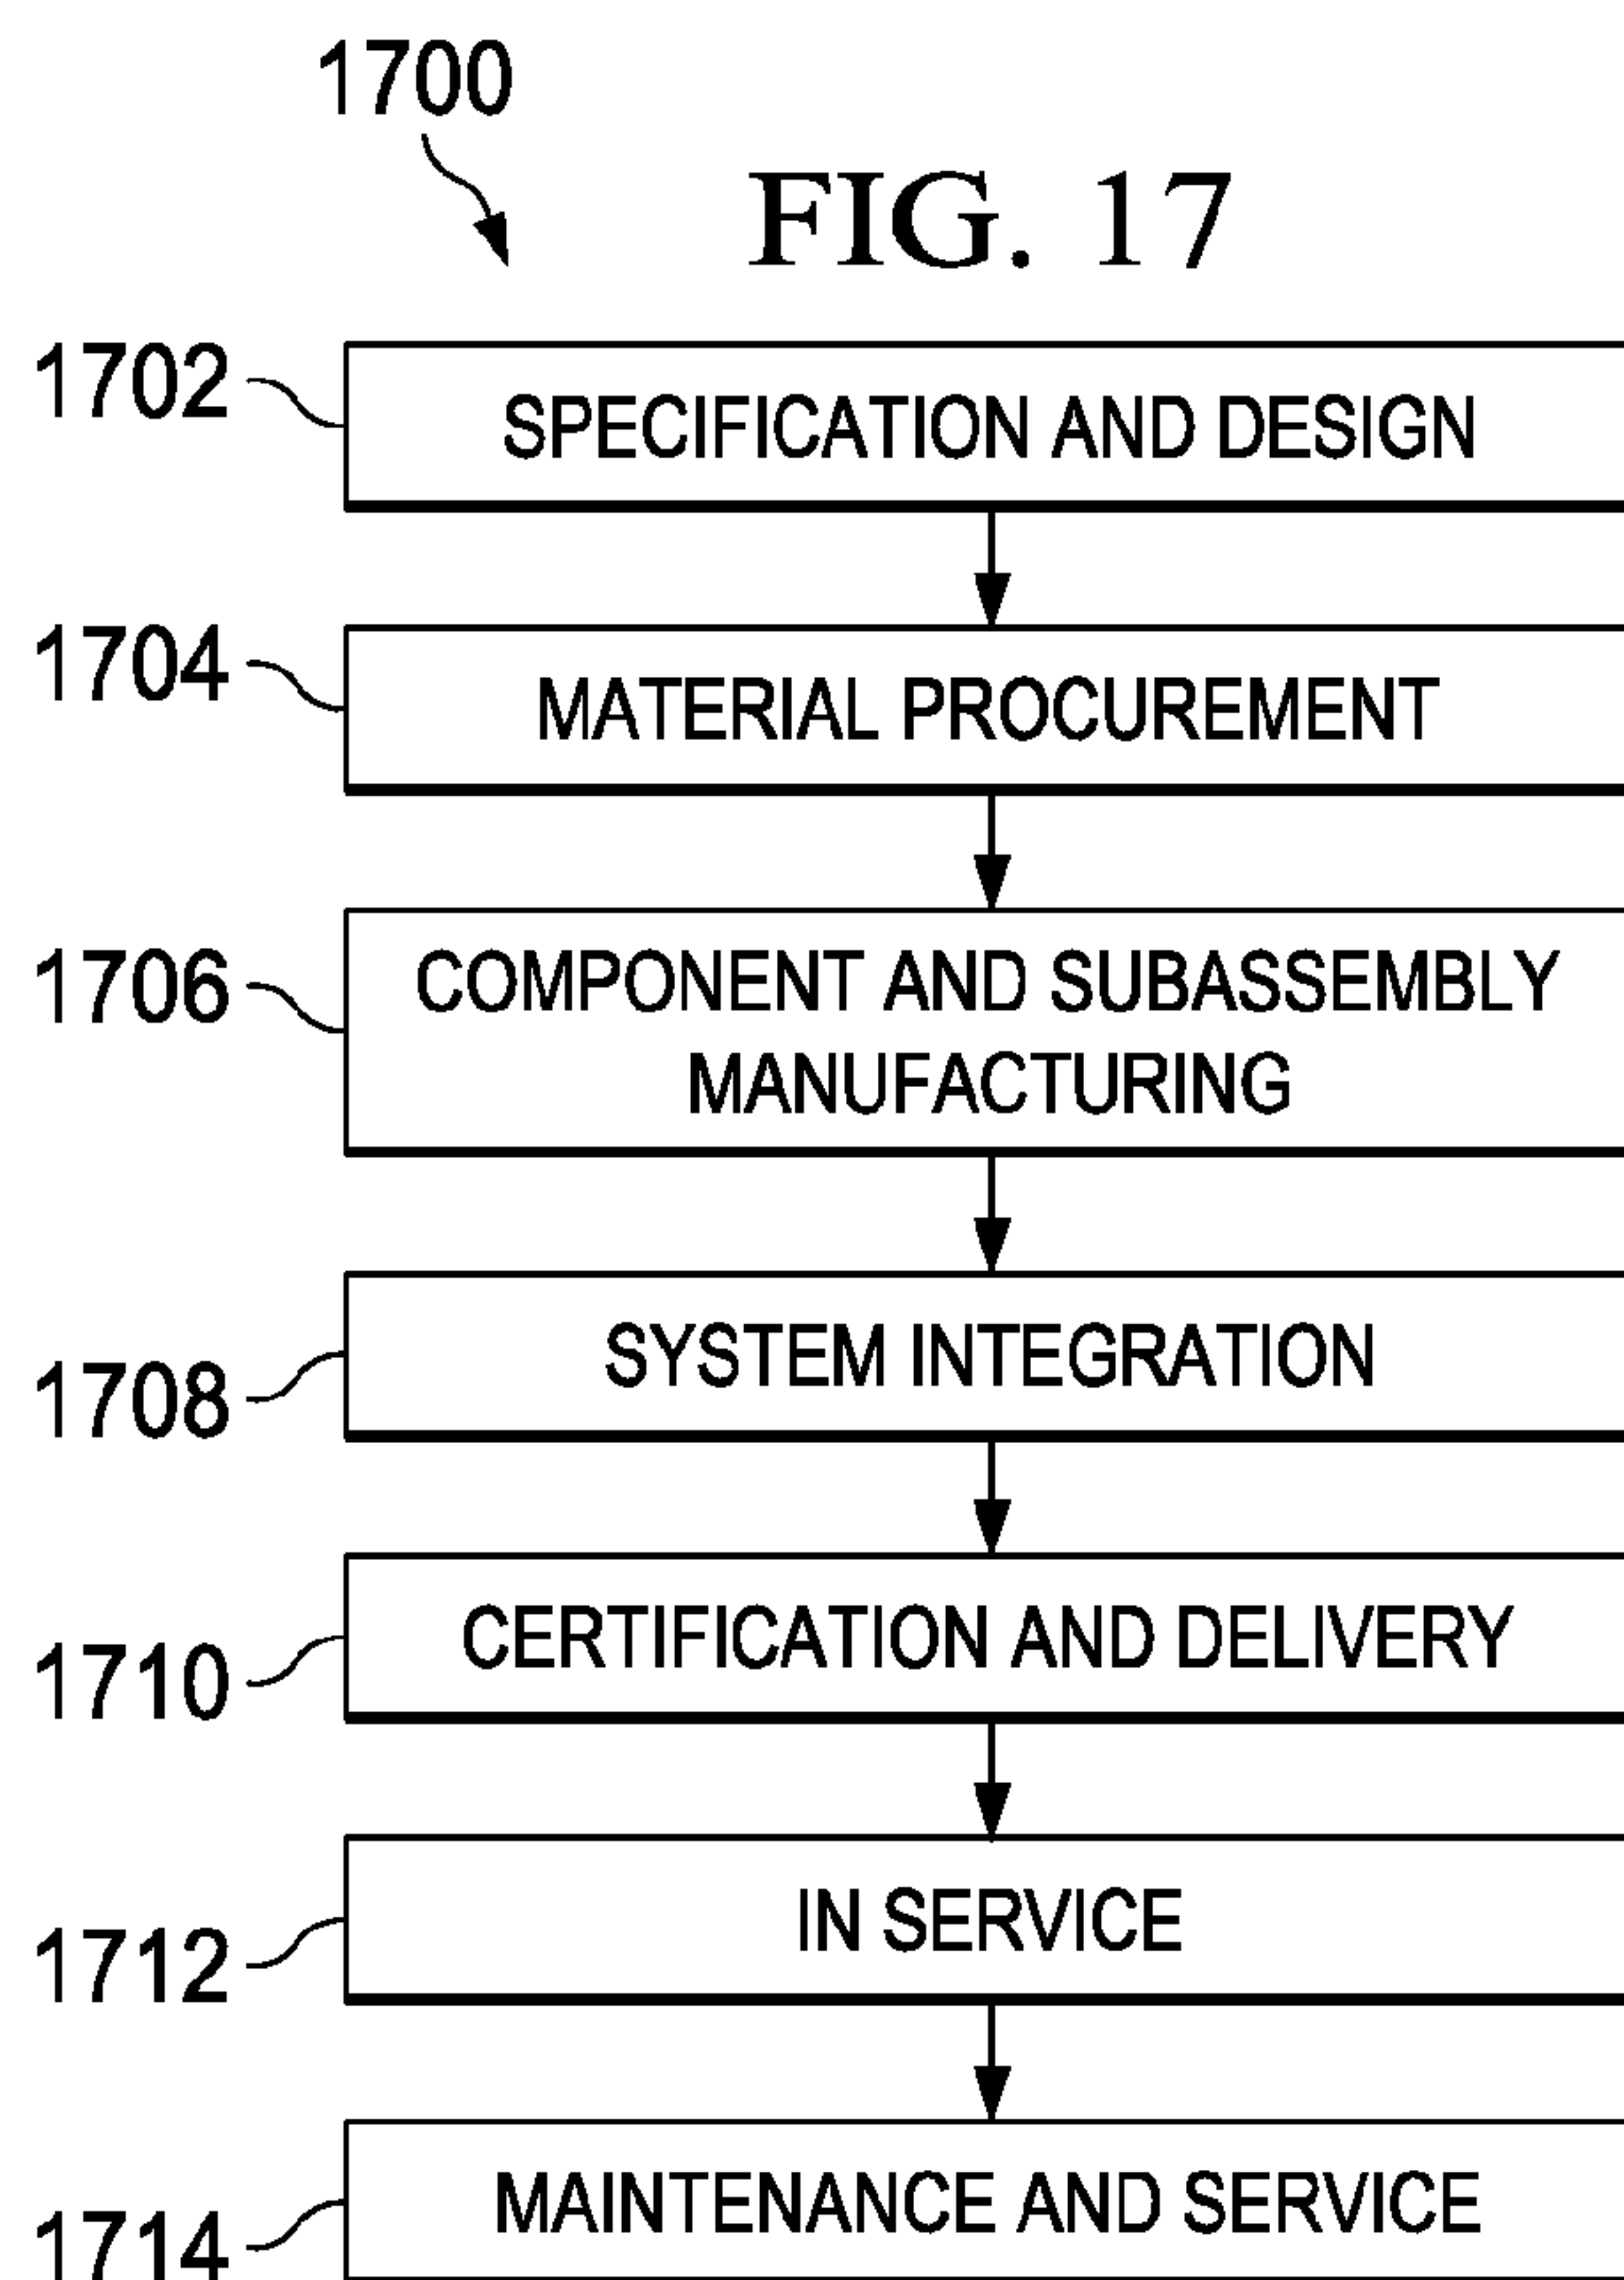 1700
FIG. 17
1702
SPECIFICATION AND DESIGN
1704
MATERIAL PROCUREMENT
1706
COMPONENT AND SUBASSEMBLY
MANUFACTURING
1708
SYSTEM INTEGRATION
1710
CERTIFICATION AND DELIVERY
1712
IN SERVICE
1714
MAINTENANCE AND SERVICE